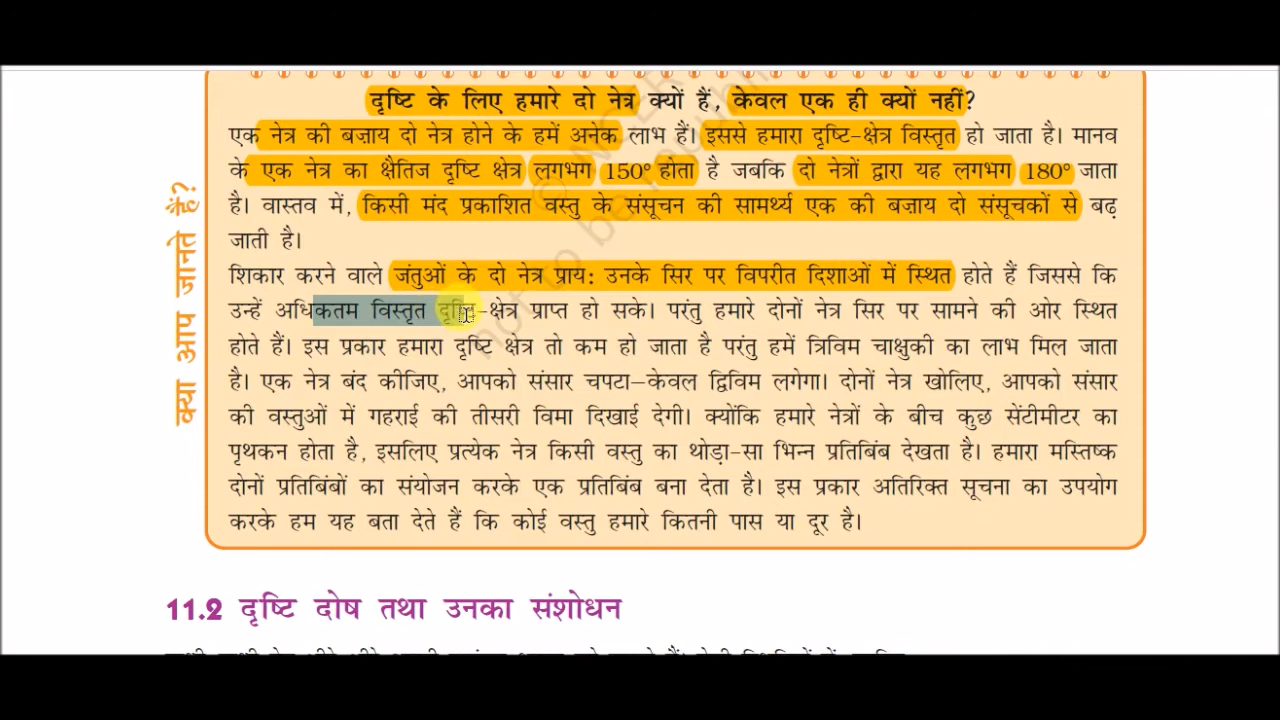 दृष्टि के लिए हमारे दो नेत्र क्यों हैं, केवल एक ही क्यों नहीं?
एक नेत्र की बज़ाय दो नेत्र होने के हमें अनेक लाभ हैं। इससे हमारा दृष्टि-क्षेत्र विस्तृत हो जाता है। मानव
के एक नेत्र का क्षैतिज दृष्टि क्षेत्र लगभग 150° होता है जबकि दो नेत्रों द्वारा यह लगभग 180° जाता
है। वास्तव में, किसी मंद प्रकाशित वस्तु के संसूचन की सामर्थ्य एक की बज़ाय दो संसूचकों से बढ़
जाती है।
शिकार करने वाले जंतुओं के दो नेत्र प्राय: उनके सिर पर विपरीत दिशाओं में स्थित होते हैं जिससे कि
उन्हें अधिकतम विस्तृत दृष्टि-क्षेत्र प्राप्त हो सके। परंतु हमारे दोनों नेत्र सिर पर सामने की ओर स्थित
होते हैं। इस प्रकार हमारा दृष्टि क्षेत्र तो कम हो जाता है परंतु हमें त्रिविम चाक्षुकी का लाभ मिल जाता
है। एक नेत्र बंद कीजिए, आपको संसार चपटा–केवल द्विविम लगेगा। दोनों नेत्र खोलिए, आपको संसार
की वस्तुओं में गहराई की तीसरी विमा दिखाई देगी। क्योंकि हमारे नेत्रों के बीच कुछ सेंटीमीटर का
पृथकन होता है, इसलिए प्रत्येक नेत्र किसी वस्तु का थोड़ा-सा भिन्न प्रतिबिंब देखता है। हमारा मस्तिष्क
दोनों प्रतिबिंबों का संयोजन करके एक प्रतिबिंब बना देता है। इस प्रकार अतिरिक्त सूचना का उपयोग
करके हम यह बता देते हैं कि कोई वस्तु हमारे कितनी पास या दूर है।
क्या आप जानते हैं?
11.2 दृष्टि दोष तथा उनका संशोधन